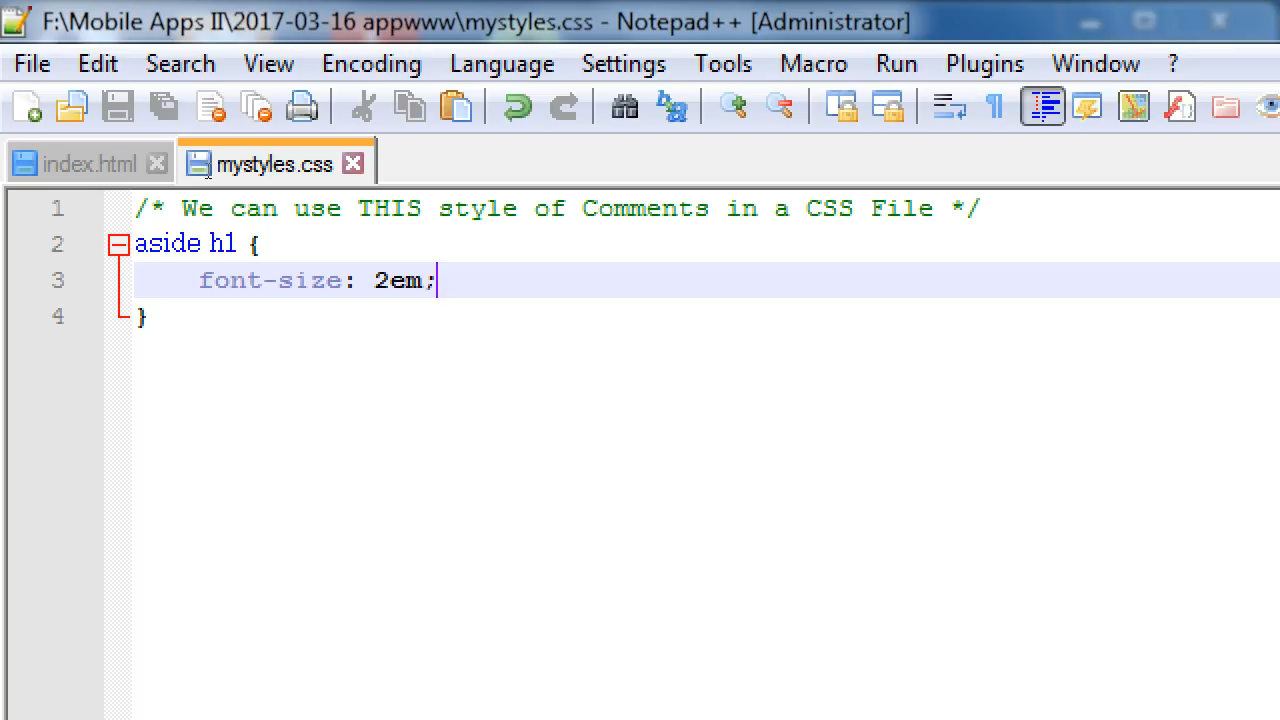 F:\Mobile Apps II\2017-03-16 appwww\mystyles.css - Notepad++ [Administrator]
File Edit Search View Encoding Language Settings Tools Macro Run Plugins Window ?
index.html mystyles.css
1 /* We can use THIS style of Comments in a CSS File */
2 aside h1 {
3 font-size: 2em;
4 }